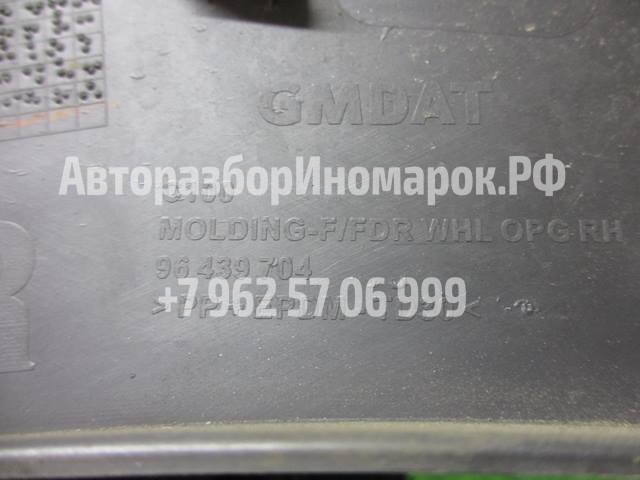 GMDAT
АвторазборИномарок.РФ
MOLDING-F/FDR WHL OPG RH
96 439 704
+7 962 57 06 999
R